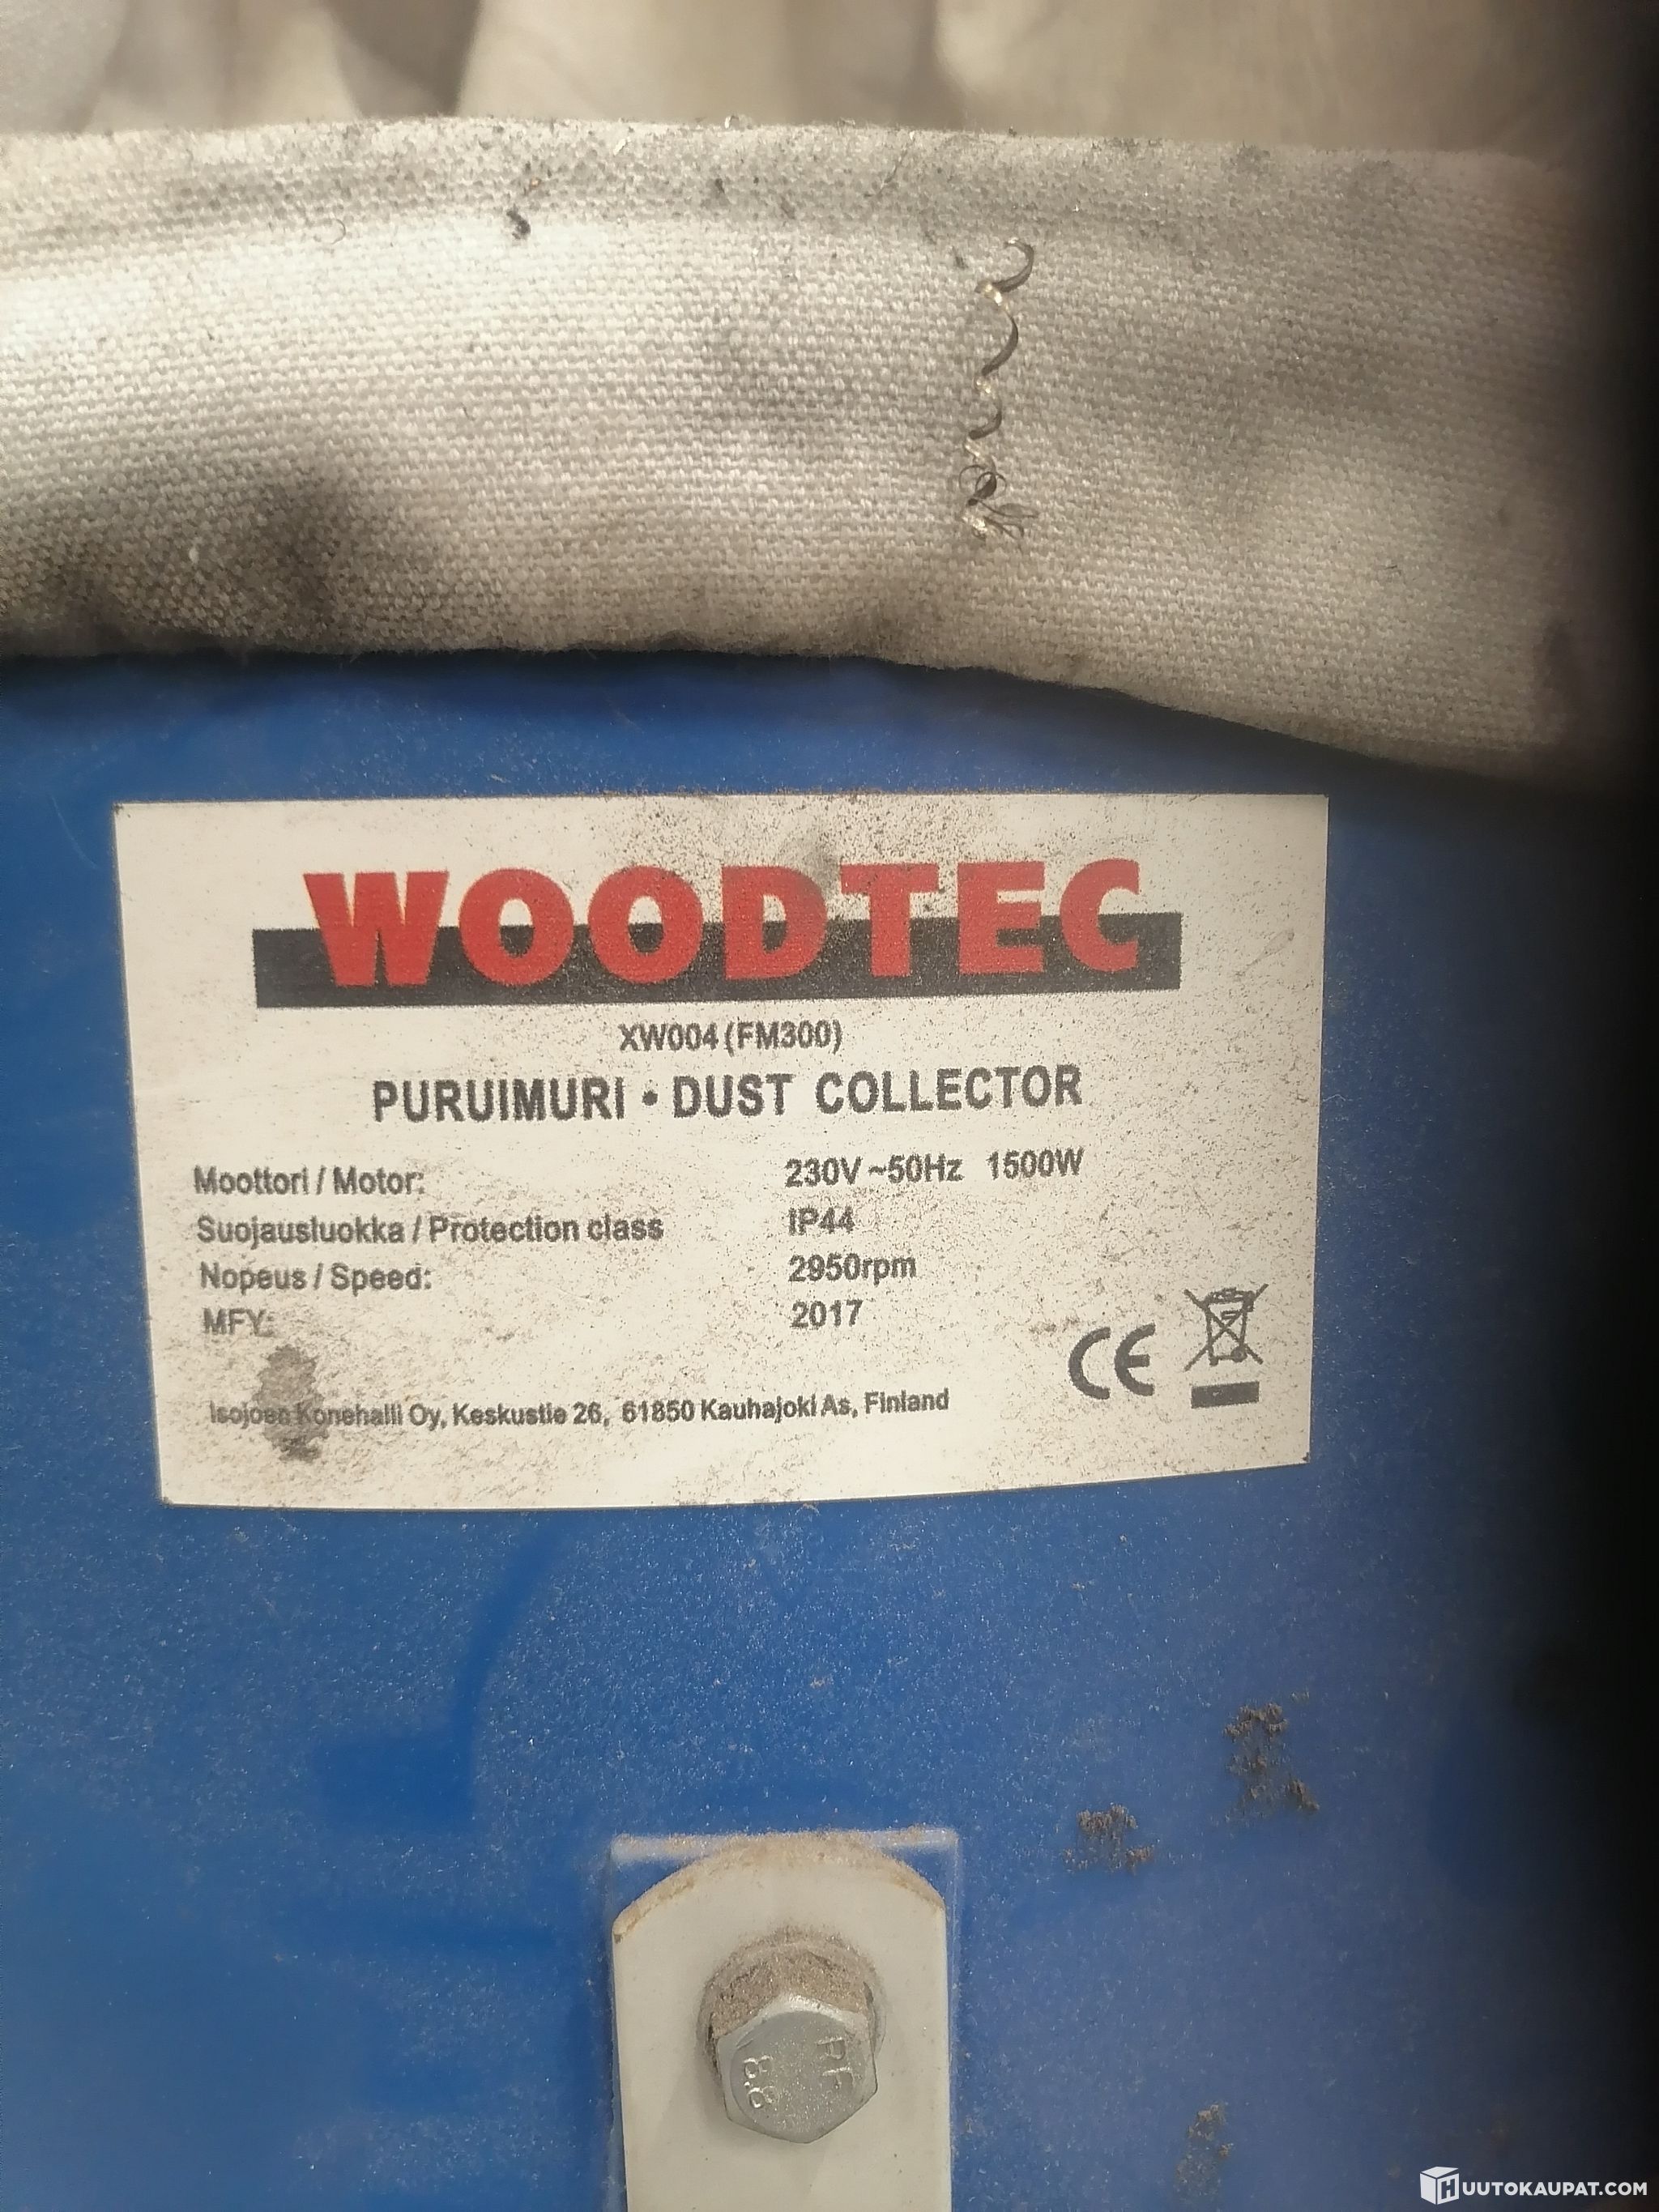 WOODTEC
XW004 (FM300)
PURUIMURI • DUST COLLECTOR
Moottori / Motor: 230V ~50Hz 1500W
Suojausluokka / Protection class IP44
Nopeus / Speed: 2950rpm
MFY: 2017
CE
Isojoen Konehalli Oy, Keskustie 26, 61850 Kauhajoki As, Finland
PF
8.8
HUUTOKAUPAT.COM